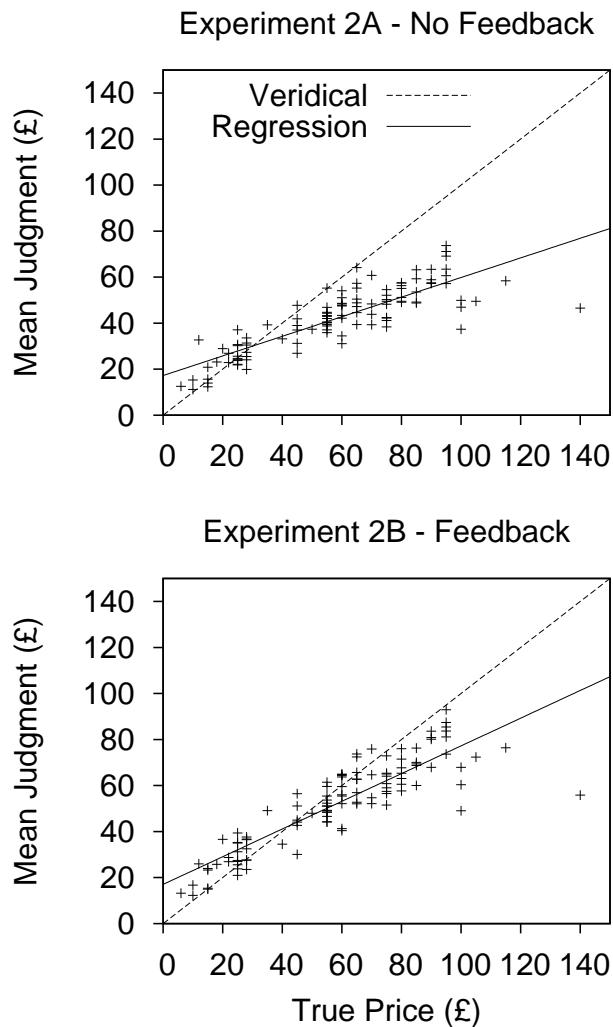 Experiment 2A - No Feedback
Mean Judgment (£)
140
120
100
80
60
40
20
0
Veridical
Regression
0 20 40 60 80 100 120 140
Experiment 2B - Feedback
Mean Judgment (£)
140
120
100
80
60
40
20
0
0 20 40 60 80 100 120 140
True Price (£)